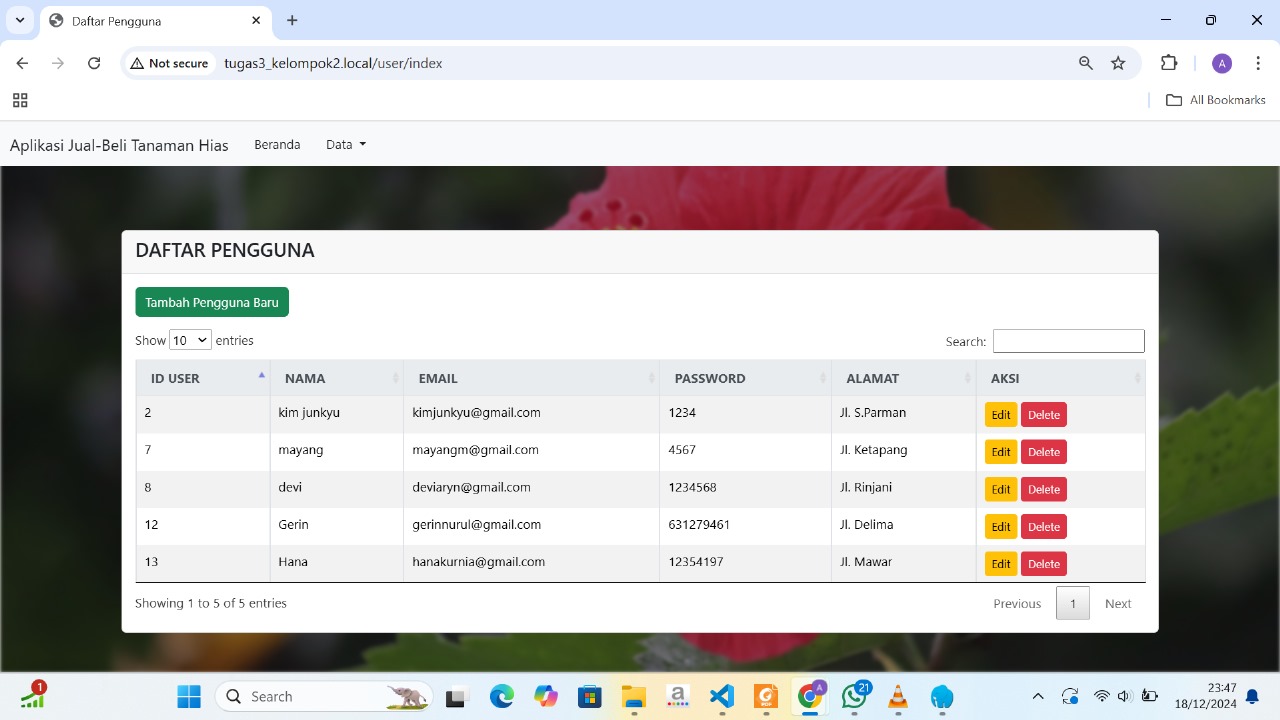 Daftar Pengguna
Not secure tugas3_kelompok2.local/user/index A
All Bookmarks
Aplikasi Jual-Beli Tanaman Hias Beranda Data
DAFTAR PENGGUNA
Tambah Pengguna Baru
Show 10 entries Search:
ID USER NAMA EMAIL PASSWORD ALAMAT AKSI
2 kim junkyu kimjunkyu@gmail.com 1234 Jl. S.Parman Edit Delete
7 mayang mayangm@gmail.com 4567 Jl. Ketapang Edit Delete
8 devi deviaryn@gmail.com 1234568 Jl. Rinjani Edit Delete
12 Gerin gerinnurul@gmail.com 631279461 Jl. Delima Edit Delete
13 Hana hanakurnia@gmail.com 12354197 Jl. Mawar Edit Delete
Showing 1 to 5 of 5 entries Previous 1 Next
1 Search a PDF A 21 23:47
18/12/2024